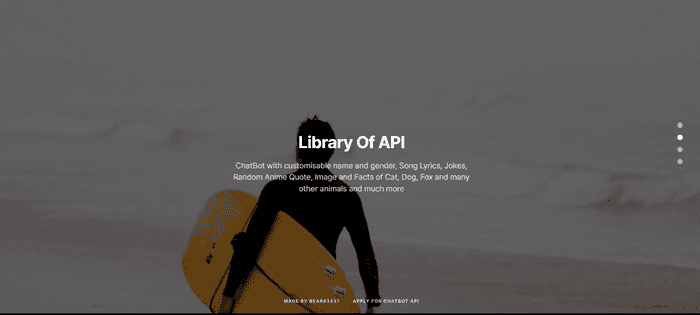 Library Of API
ChatBot with customisable name and gender, Song Lyrics, Jokes,
Random Anime Quote, Image and Facts of Cat, Dog, Fox and many
other animals and much more
MADE BY BEAR#3437 APPLY FOR CHATBOT API